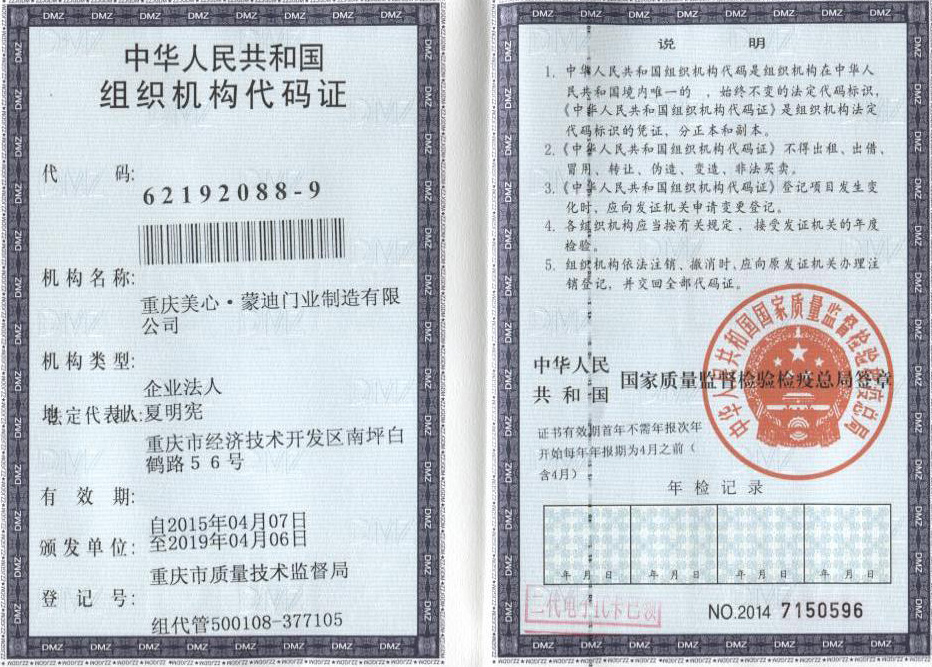 中华人民共和国
组织机构代码证
代 码:
62192088-9
机构名称:
重庆美心·蒙迪门业制造有限
公司
机构类型:
企业法人
法定代表人:夏明宪
地 址:
重庆市经济技术开发区南坪白
鹤路56号
有 效 期:
自2015年04月07日
至2019年04月06日
颁发单位:
重庆市质量技术监督局
登 记 号:
组代管500108-377105
说 明
1. 中华人民共和国组织机构代码是组织机构在中华人
民共和国境内唯一的 、始终不变的法定代码标识,
《中华人民共和国组织机构代码证》是组织机构法定
代码标识的凭证,分正本和副本。
2.《中华人民共和国组织机构代码证》不得出租、出借、
冒用、转让、伪造、变造、非法买卖。
3.《中华人民共和国组织机构代码证》登记项目发生变
化时,应向发证机关申请变更登记。
4. 各组织机构应当按有关规定 、接受发证机关的年度
检验。
5. 组织机构依法注销、撤消时,应向原发证机关办理注
销登记,并交回全部代码证。
中华人民
共 和 国 国家质量监督检验检疫总局签章
中华人民共和国国家质量监督检验检疫总局
证书有效期首年不需年报次年
开始每年年报期为4月之前(
含4月)
年 检 记 录
年 月 日 年 月 日 年 月 日 年 月 日
NO.2014 7150596